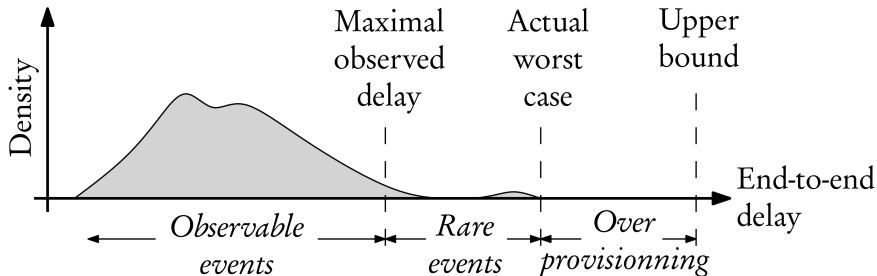 Maximal
observed
delay
Actual
worst
case
Upper
bound
Density
End-to-end
delay
Observable
events
Rare
events
Over
provisionning